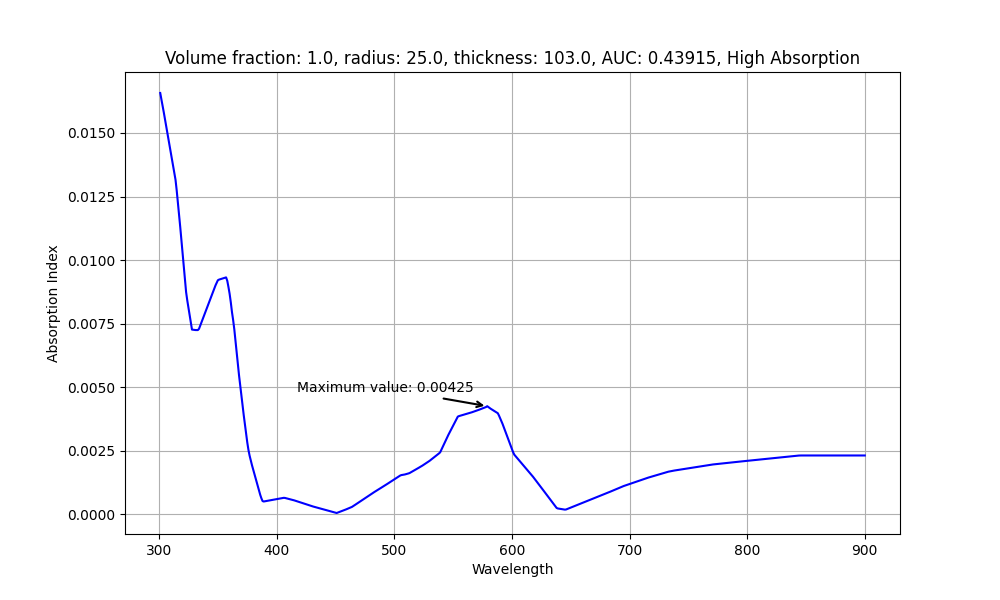 Volume fraction: 1.0, radius: 25.0, thickness: 103.0, AUC: 0.43915, High Absorption
Absorption Index
0.0150
0.0125
0.0100
0.0075
0.0050
0.0025
0.0000
Maximum value: 0.00425
300 400 500 600 700 800 900
Wavelength